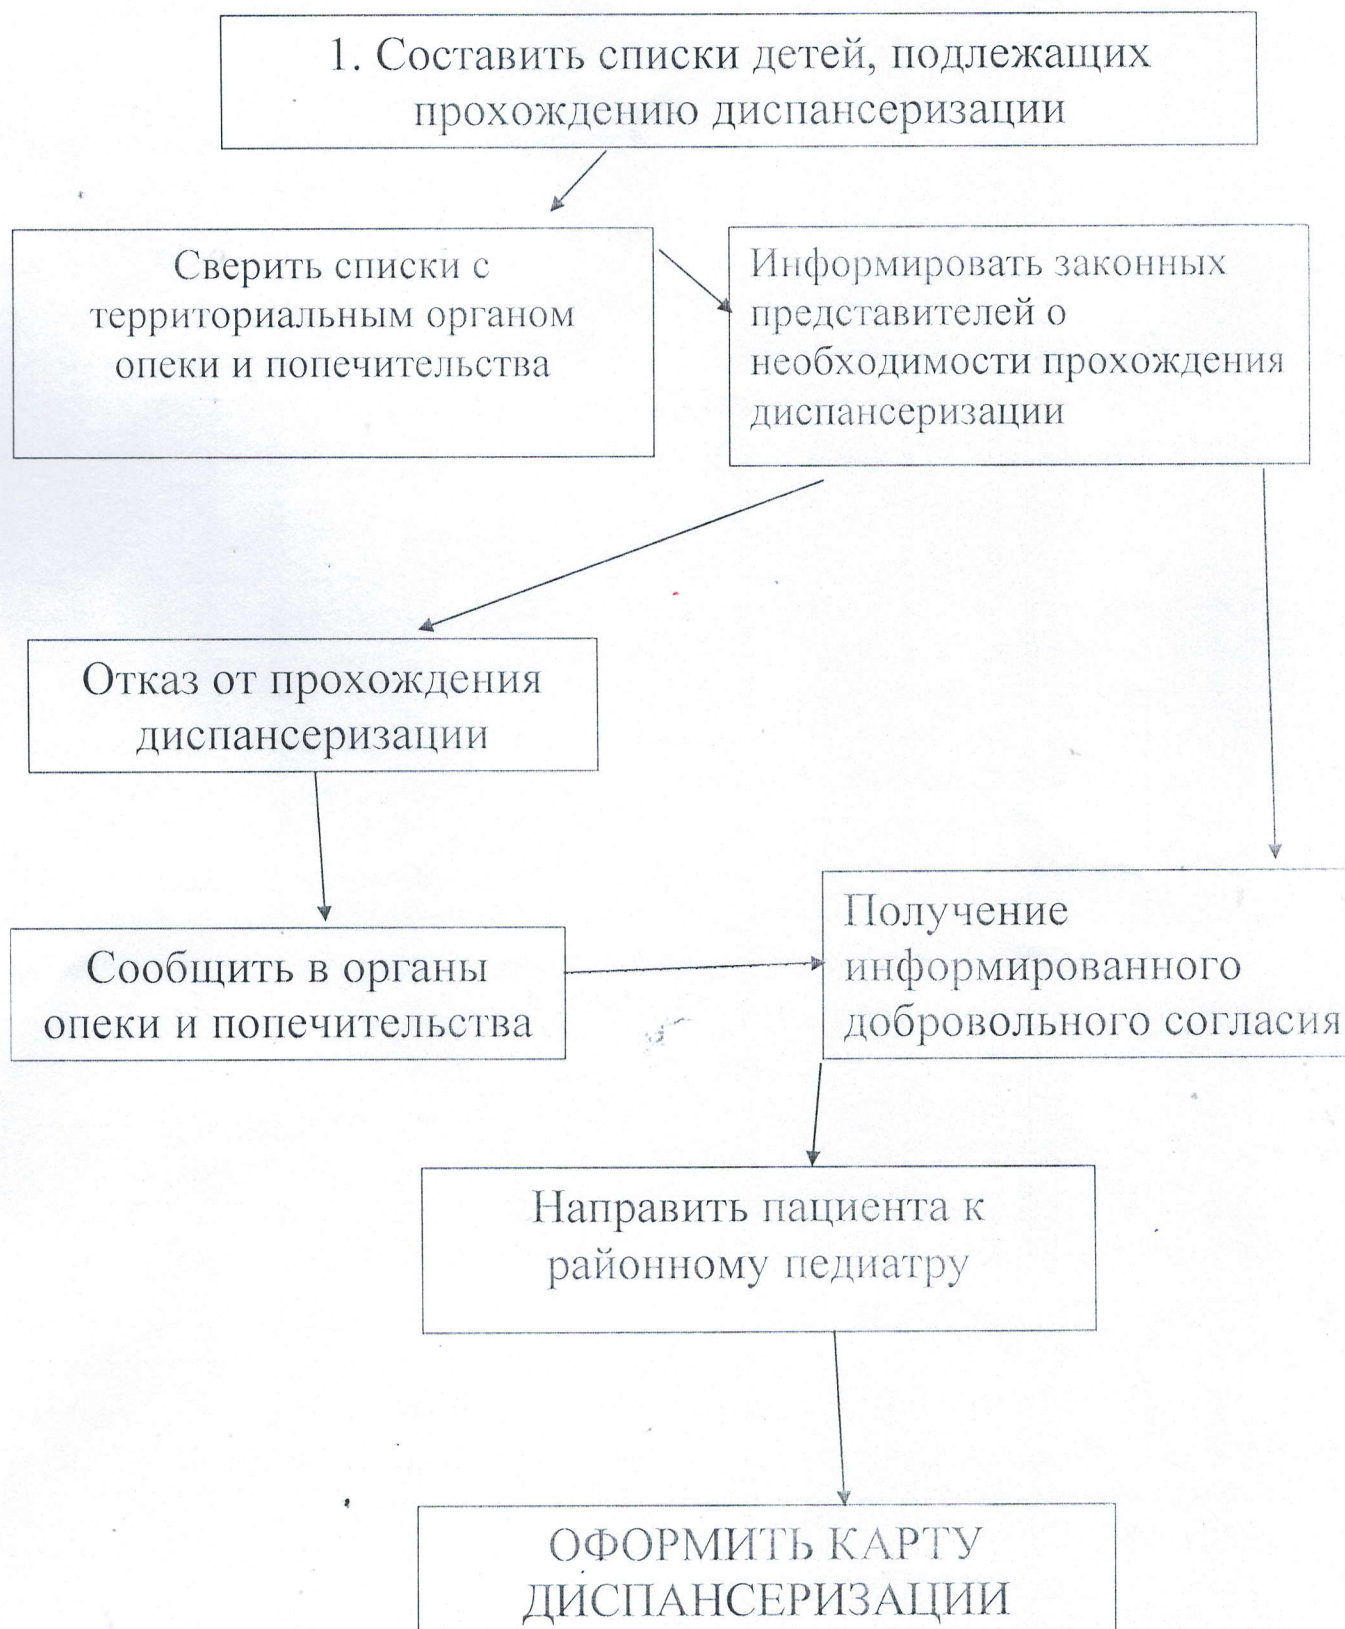 1. Составить списки детей, подлежащих
прохождению диспансеризации
Сверить списки с
территориальным органом
опеки и попечительства
Информировать законных
представителей о
необходимости прохождения
диспансеризации
Отказ от прохождения
диспансеризации
Сообщить в органы
опеки и попечительства
Получение
информированного
добровольного согласия
Направить пациента к
районному педиатру
ОФОРМИТЬ КАРТУ
ДИСПАНСЕРИЗАЦИИ